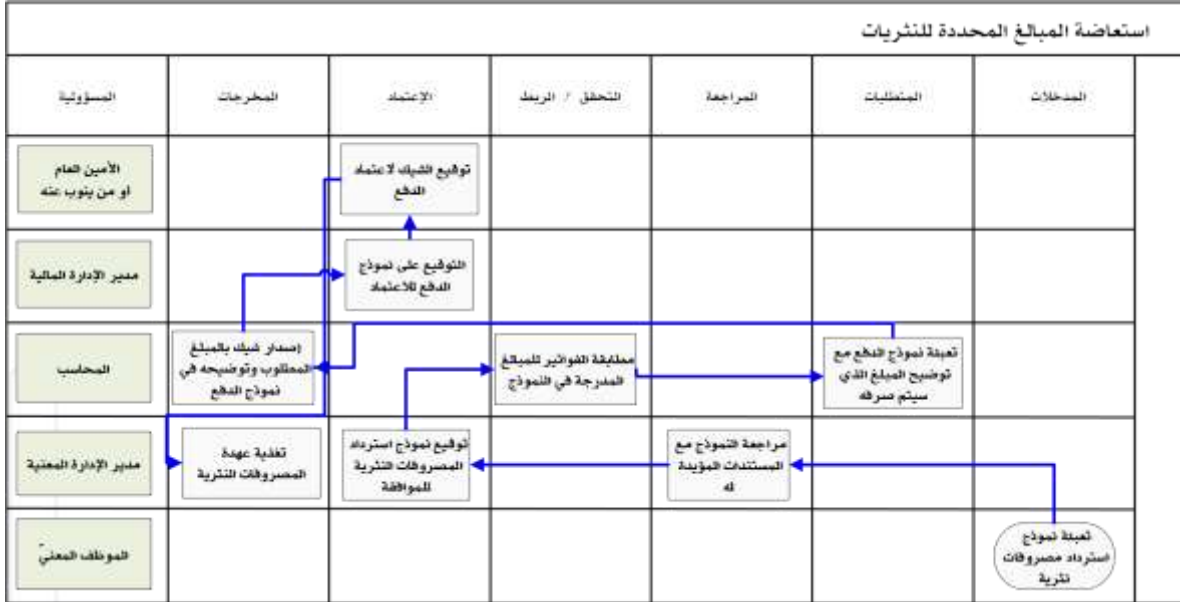 استعاضة المبالغ المحددة للنثريات
المدخلات
المتطلبات
المراجعة
التحقق / الربط
الإعتماد
المخرجات
المسؤولية
توقيع الشيك لاعتماد
الدفع
الأمين العام
او من ينوب عنه
التوقيع على نموذج
الدفع للاعتماد
مدير الإدارة المالية
تعبئة نموذج الدفع مع
توضيح المبلغ الذي
سيتم صرفه
مطابقة الفواتير للمبالغ
المدرجة في النموذج
إصدار شيك بالمبلغ
المطلوب وتوضيحه في
نموذج الدفع
المحاسب
مراجعة النموذج مع
المستندات المؤيدة
له
توقيع نموذج استرداد
المصروفات النثرية
للموافقة
تغذية عهدة
المصروفات النثرية
مدير الإدارة المعنية
تعبئة نموذج
استرداد مصروفات
نثرية
الموظف المعنيّ